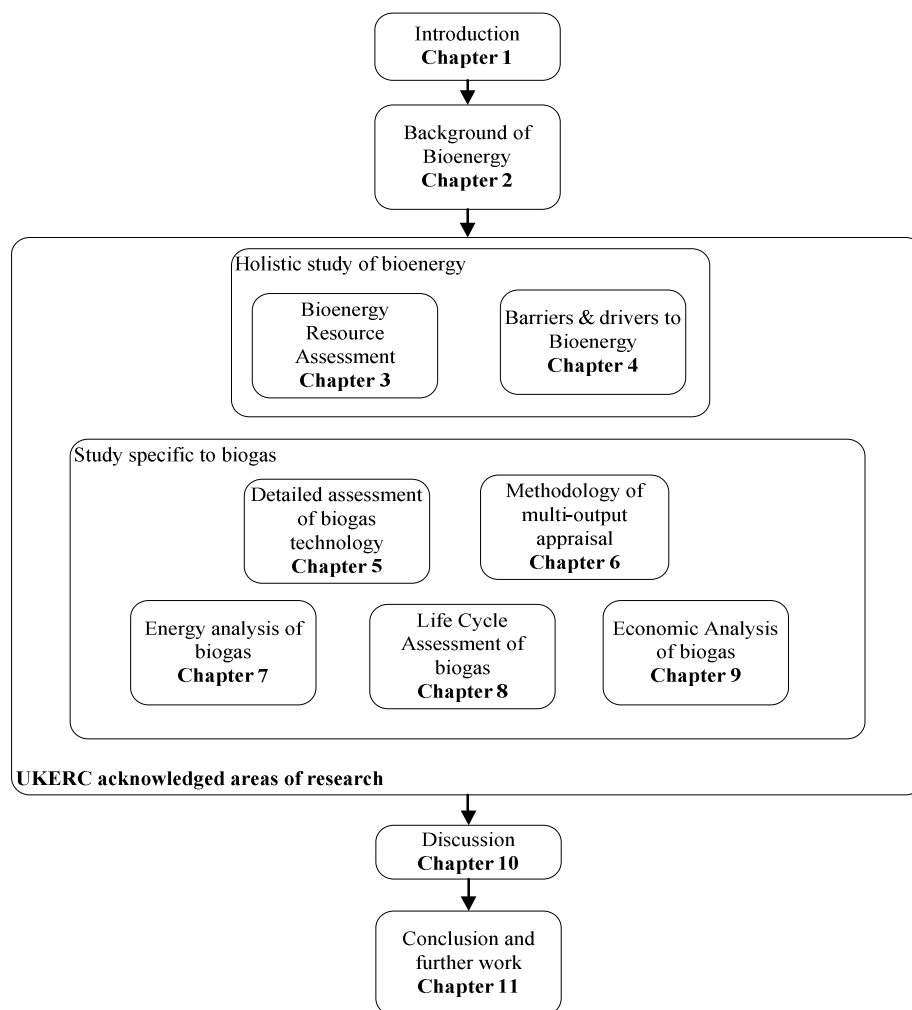 Introduction
Chapter 1
Background of
Bioenergy
Chapter 2
Holistic study of bioenergy
Bioenergy
Resource
Assessment
Chapter 3
Barriers & drivers to
Bioenergy
Chapter 4
Study specific to biogas
Detailed assessment
of biogas
technology
Chapter 5
Methodology of
multi-output
appraisal
Chapter 6
Energy analysis of
biogas
Chapter 7
Life Cycle
Assessment of
biogas
Chapter 8
Economic Analysis
of biogas
Chapter 9
UKERC acknowledged areas of research
Discussion
Chapter 10
Conclusion and
further work
Chapter 11